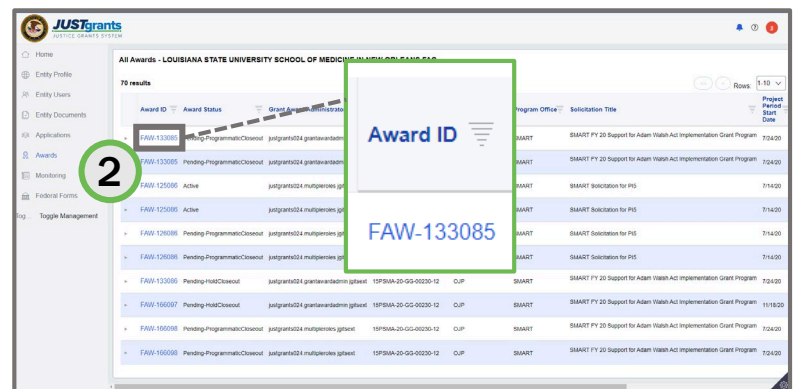 JUSTgrants
JUSTICE GRANTS SYSTEM
Home
Entity Profile
Entity Users
Entity Documents
Applications
Awards
Monitoring
Federal Forms
Tog... Toggle Management
2
All Awards - LOUISIANA STATE UNIVERSITY SCHOOL OF MEDICINE IN NEW ORLEANS FAC
70 results
Rows 1-10
Award ID Award Status Grant Award Administrator Program Office Solicitation Title Project Period Start Date
FAW-133085 Pending-ProgrammaticCloseout justgrants024.grantawardadmin SMART SMART FY 20 Support for Adam Walsh Act Implementation Grant Program 7/24/20
FAW-133085 Pending-ProgrammaticCloseout justgrants024.grantawardadmin SMART SMART FY 20 Support for Adam Walsh Act Implementation Grant Program 7/24/20
FAW-125086 Active justgrants024.multipleroles SMART SMART Solicitation for PI5 7/14/20
FAW-125086 Active justgrants024.multipleroles SMART SMART Solicitation for PI5 7/14/20
FAW-126086 Pending-ProgrammaticCloseout justgrants024.multipleroles SMART SMART Solicitation for PI5 7/14/20
FAW-126086 Pending-ProgrammaticCloseout justgrants024.multipleroles SMART SMART Solicitation for PI5 7/14/20
FAW-133086 Pending-HoldCloseout justgrants024.grantawardadmin.jgitsext 15PSMA-20-GG-00230-12 OJP SMART SMART FY 20 Support for Adam Walsh Act Implementation Grant Program 7/24/20
FAW-166097 Pending-HoldCloseout justgrants024.grantawardadmin.jgitsext 15PSMA-20-GG-00230-12 OJP SMART SMART FY 20 Support for Adam Walsh Act Implementation Grant Program 11/18/20
FAW-166098 Pending-ProgrammaticCloseout justgrants024.multipleroles.jgitsext 15PSMA-20-GG-00230-12 OJP SMART SMART FY 20 Support for Adam Walsh Act Implementation Grant Program 7/24/20
FAW-166098 Pending-ProgrammaticCloseout justgrants024.multipleroles.jgitsext 15PSMA-20-GG-00230-12 OJP SMART SMART FY 20 Support for Adam Walsh Act Implementation Grant Program 7/24/20
Award ID
FAW-133085